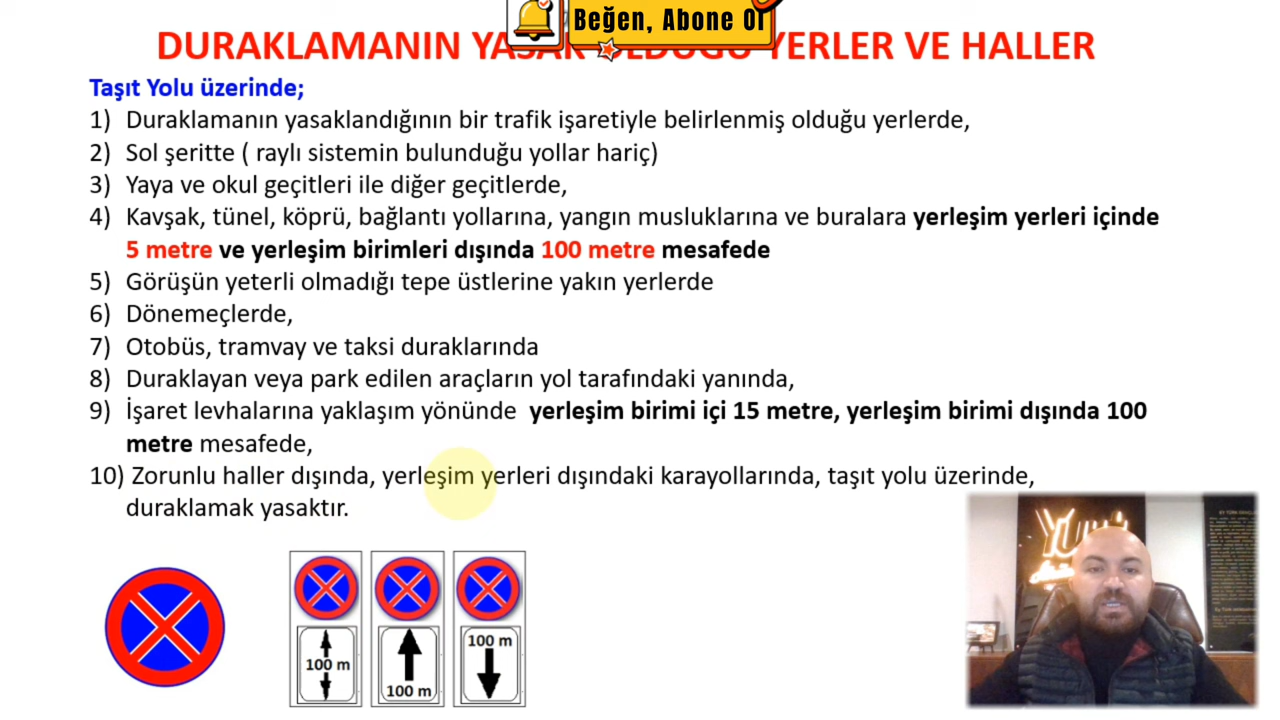 Beğen, Abone Ol
DURAKLAMANIN YASAK OLDUĞU YERLER VE HALLER
Taşıt Yolu üzerinde;
1) Duraklamanın yasaklandığının bir trafik işaretiyle belirlenmiş olduğu yerlerde,
2) Sol şeritte ( raylı sistemin bulunduğu yollar hariç)
3) Yaya ve okul geçitleri ile diğer geçitlerde,
4) Kavşak, tünel, köprü, bağlantı yollarına, yangın musluklarına ve buralara yerleşim yerleri içinde
5 metre ve yerleşim birimleri dışında 100 metre mesafede
5) Görüşün yeterli olmadığı tepe üstlerine yakın yerlerde
6) Dönemeçlerde,
7) Otobüs, tramvay ve taksi duraklarında
8) Duraklayan veya park edilen araçların yol tarafındaki yanında,
9) İşaret levhalarına yaklaşım yönünde yerleşim birimi içi 15 metre, yerleşim birimi dışında 100
metre mesafede,
10) Zorunlu haller dışında, yerleşim yerleri dışındaki karayollarında, taşıt yolu üzerinde,
duraklamak yasaktır.
100 m
100 m
100 m